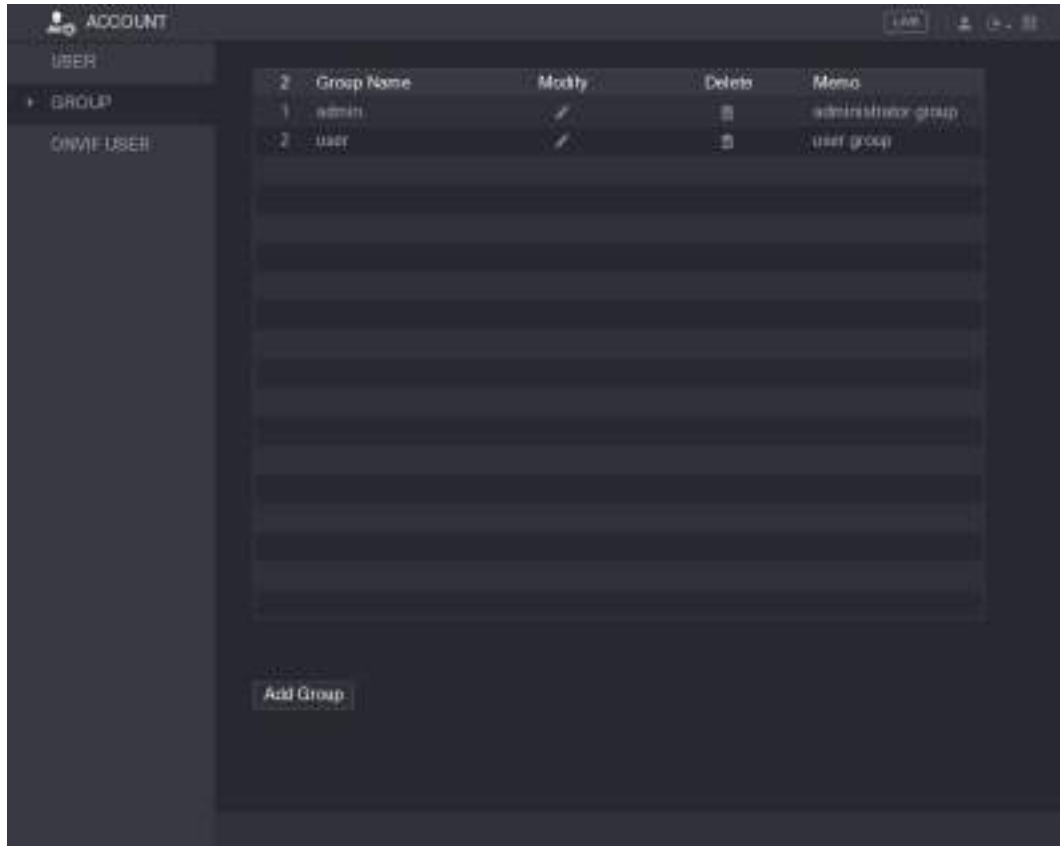 ACCOUNT
LIVE
USER
GROUP
ONVIF USER
2 Group Name Modify Delete Memo
1 admin administrator group
2 user user group
Add Group